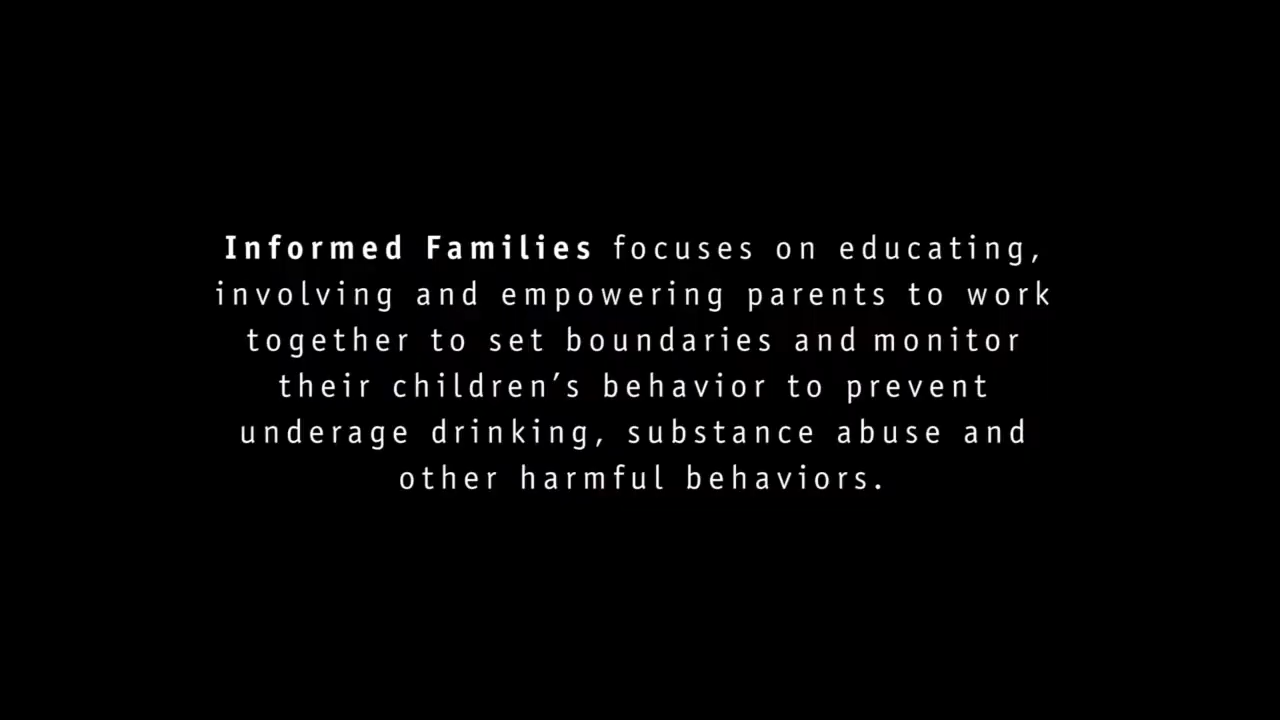 Informed Families focuses on educating,
involving and empowering parents to work
together to set boundaries and monitor
their children’s behavior to prevent
underage drinking, substance abuse and
other harmful behaviors.